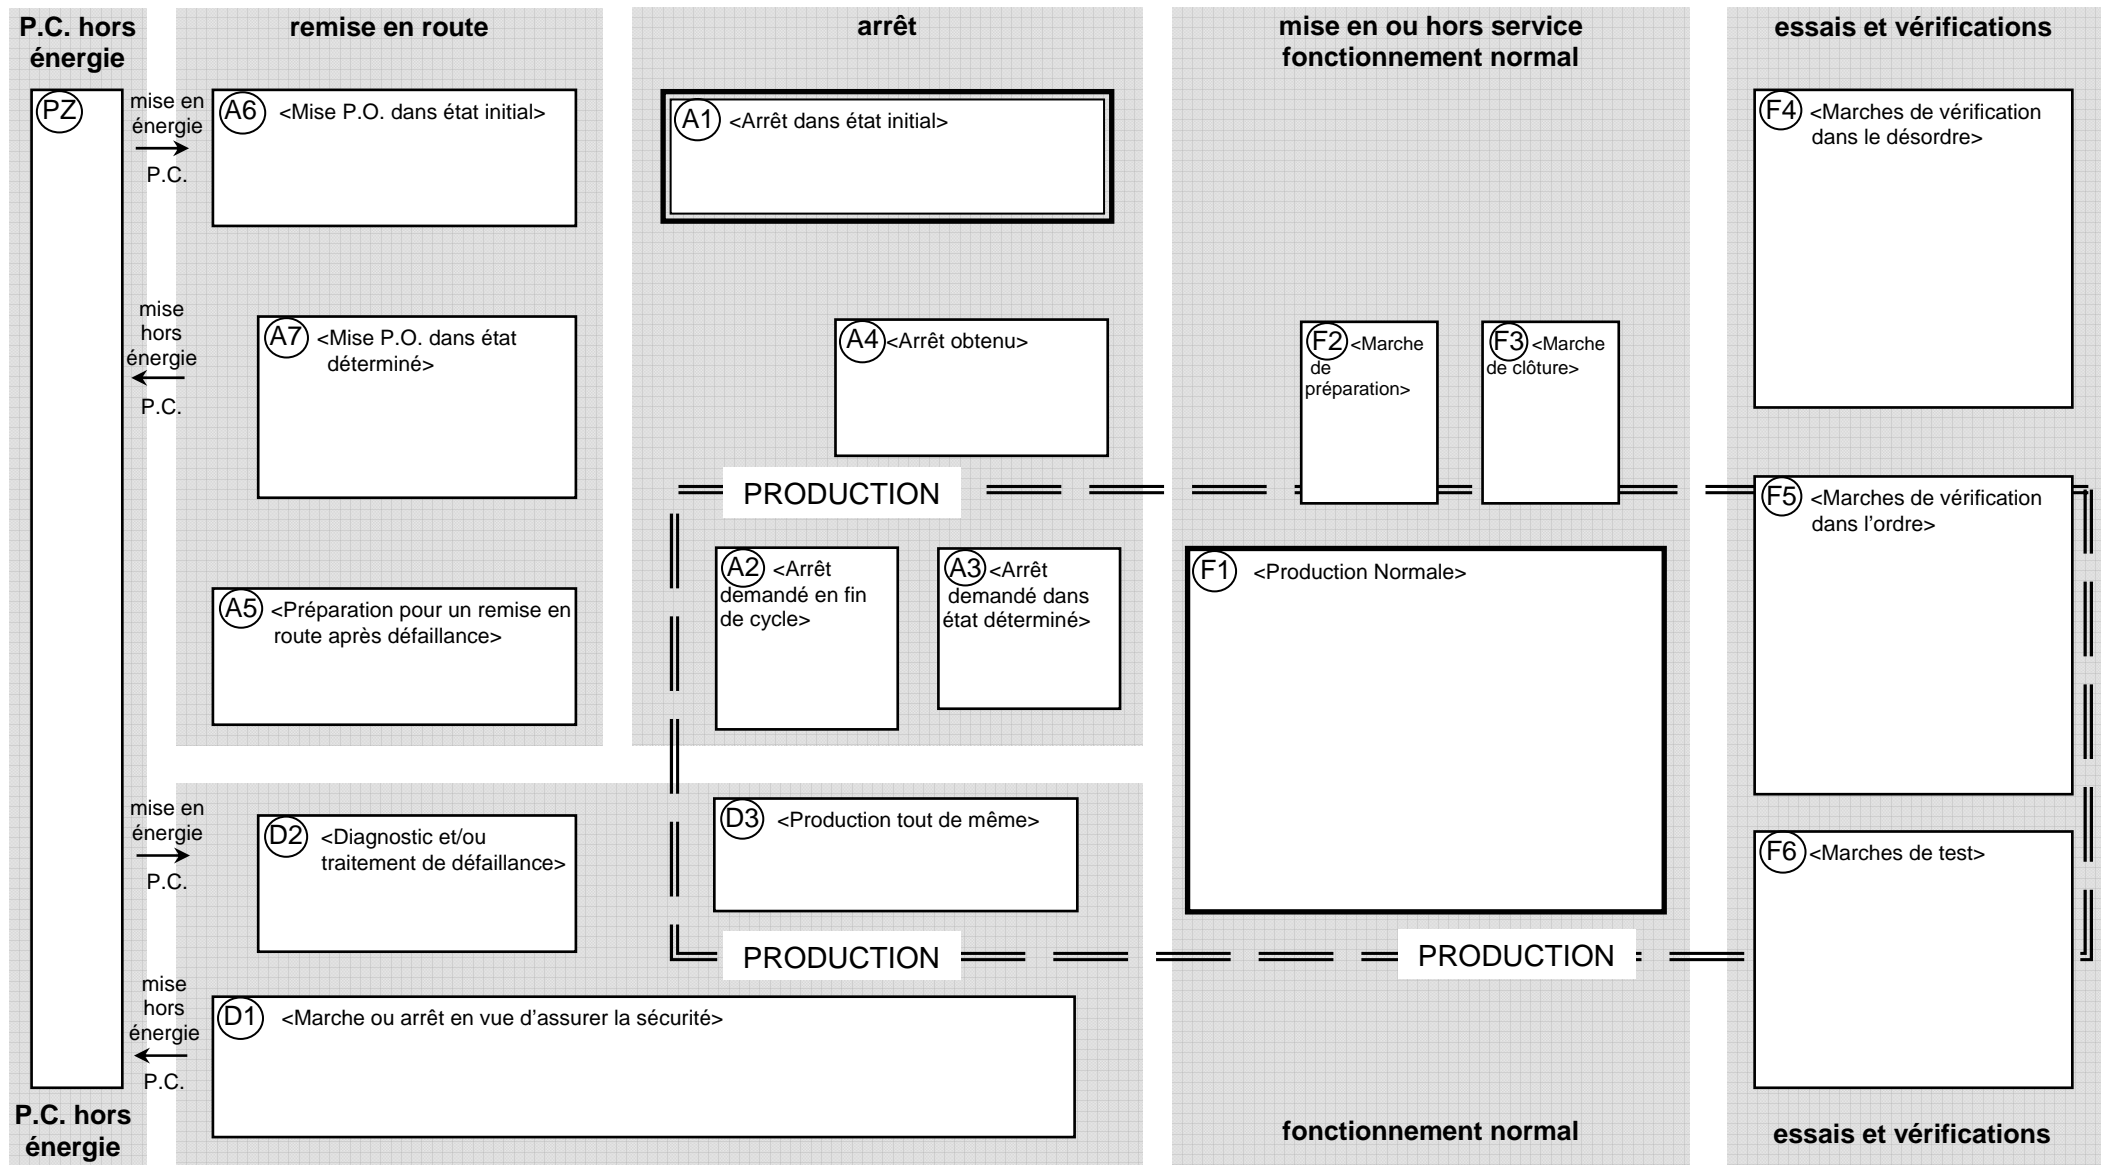 P.C. hors
énergie
remise en route
arrêt
mise en ou hors service
fonctionnement normal
essais et vérifications
PZ
mise en
énergie
P.C.
A6 <Mise P.O. dans état initial>
A1 <Arrêt dans état initial>
F4 <Marches de vérification
dans le désordre>
mise
hors
énergie
P.C.
A7 <Mise P.O. dans état
déterminé>
A4 <Arrêt obtenu>
F2 <Marche
de
préparation>
F3 <Marche
de clôture>
PRODUCTION
F5 <Marches de vérification
dans l'ordre>
A5 <Préparation pour un remise en
route après défaillance>
A2 <Arrêt
demandé en fin
de cycle>
A3 <Arrêt
demandé dans
état déterminé>
F1 <Production Normale>
mise en
énergie
P.C.
D2 <Diagnostic et/ou
traitement de défaillance>
D3 <Production tout de même>
F6 <Marches de test>
PRODUCTION
PRODUCTION
mise
hors
énergie
P.C.
D1 <Marche ou arrêt en vue d'assurer la sécurité>
P.C. hors
énergie
fonctionnement normal
essais et vérifications